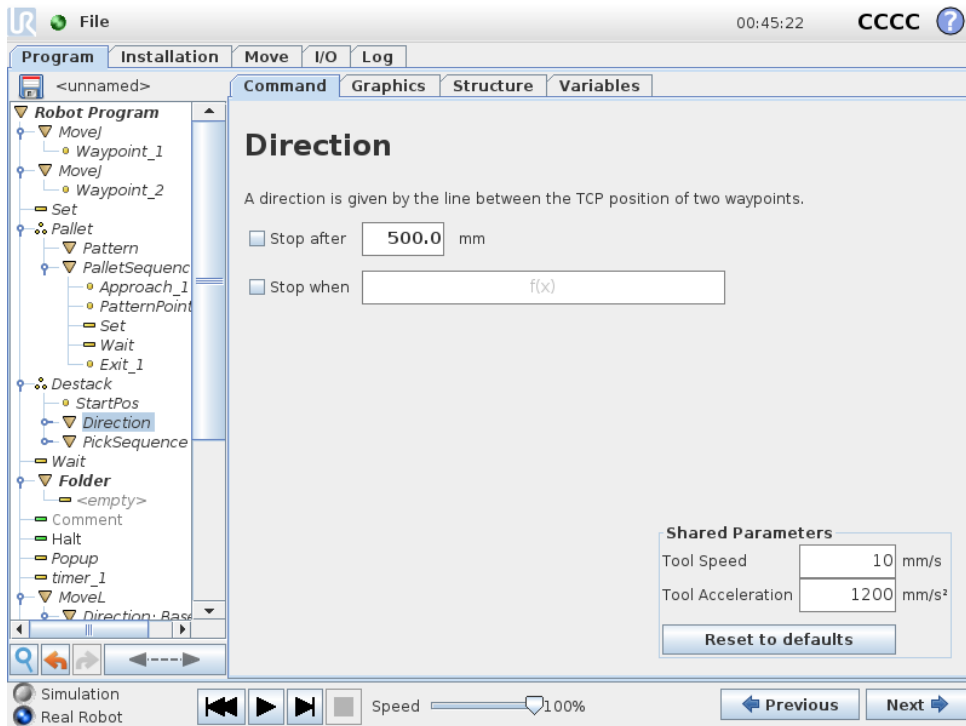 UR File 00:45:22 CCCC ?
Program Installation Move I/O Log
<unnamed> Command Graphics Structure Variables
Robot Program
MoveJ
Waypoint_1
MoveJ
Waypoint_2
Set
Pallet
Pattern
PalletSequenc
Approach_1
PatternPoint
Set
Wait
Exit_1
Destack
StartPos
Direction
PickSequence
Wait
Folder
<empty>
Comment
Halt
Popup
timer_1
MoveL
Direction: Base
Direction
A direction is given by the line between the TCP position of two waypoints.
Stop after 500.0 mm
Stop when f(x)
Shared Parameters
Tool Speed 10 mm/s
Tool Acceleration 1200 mm/s²
Reset to defaults
Simulation
Real Robot
Speed 100%
Previous Next